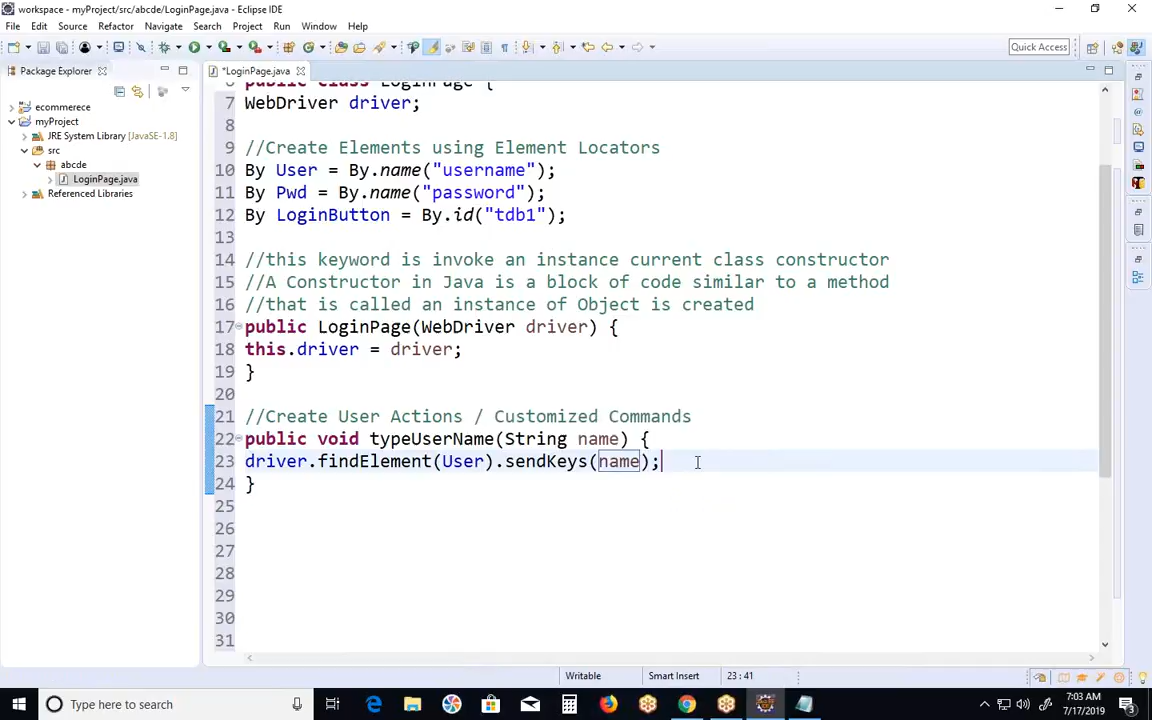 workspace - myProject/src/abcde/LoginPage.java - Eclipse IDE
File Edit Source Refactor Navigate Search Project Run Window Help
Quick Access
Package Explorer
*LoginPage.java
ecommerece
myProject
JRE System Library [JavaSE-1.8]
src
abcde
LoginPage.java
Referenced Libraries
6 public class LoginPage {
7 WebDriver driver;
8
9 //Create Elements using Element Locators
10 By User = By.name("username");
11 By Pwd = By.name("password");
12 By LoginButton = By.id("tdb1");
13
14 //this keyword is invoke an instance current class constructor
15 //A Constructor in Java is a block of code similar to a method
16 //that is called an instance of Object is created
17 public LoginPage(WebDriver driver) {
18 this.driver = driver;
19 }
20
21 //Create User Actions / Customized Commands
22 public void typeUserName(String name) {
23 driver.findElement(User).sendKeys(name);
24 }
25
26
27
28
29
30
31
Writable Smart Insert 23 : 41
Type here to search
7:03 AM
7/17/2019
3